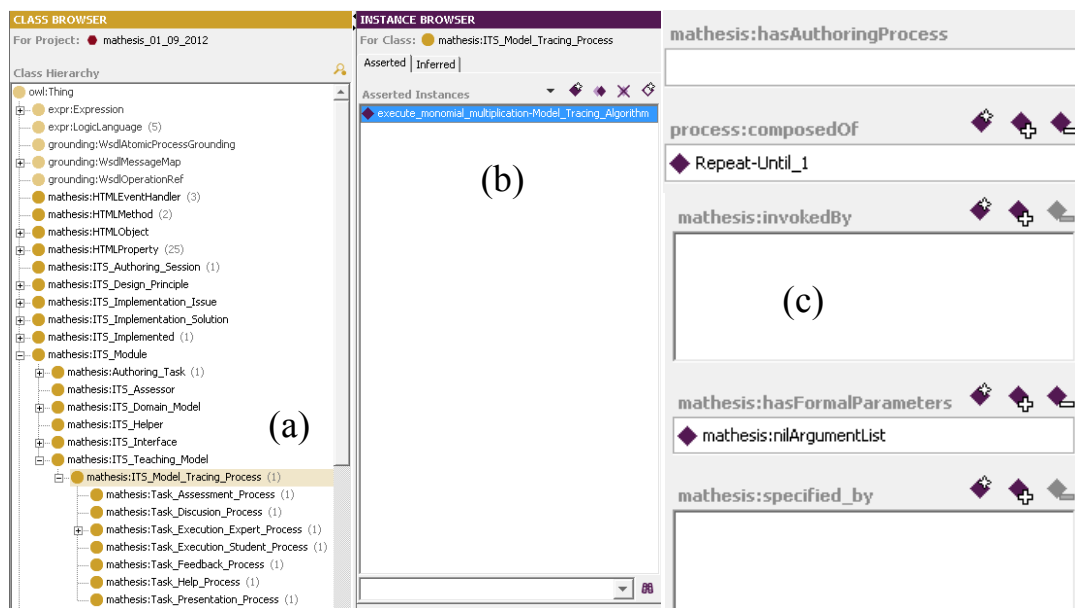 CLASS BROWSER
For Project: mathesis_01_09_2012
Class Hierarchy
owl:Thing
expr:Expression
expr:LogicLanguage (5)
grounding:WsdlAtomicProcessGrounding
grounding:WsdlMessageMap
grounding:WsdlOperationRef
mathesis:HTMLEventHandler (3)
mathesis:HTMLMethod (2)
mathesis:HTMLObject
mathesis:HTMLProperty (25)
mathesis:ITS_Authoring_Session (1)
mathesis:ITS_Design_Principle
mathesis:ITS_Implementation_Issue
mathesis:ITS_Implementation_Solution
mathesis:ITS_Implemented (1)
mathesis:ITS_Module
mathesis:Authoring_Task (1)
mathesis:ITS_Assessor
mathesis:ITS_Domain_Model
mathesis:ITS_Helper
mathesis:ITS_Interface
mathesis:ITS_Teaching_Model
mathesis:ITS_Model_Tracing_Process (1)
mathesis:Task_Assessment_Process (1)
mathesis:Task_Discusion_Process (1)
mathesis:Task_Execution_Expert_Process (1)
mathesis:Task_Execution_Student_Process (1)
mathesis:Task_Feedback_Process (1)
mathesis:Task_Help_Process (1)
mathesis:Task_Presentation_Process (1)
(a)
INSTANCE BROWSER
For Class: mathesis:ITS_Model_Tracing_Process
Asserted Inferred
Asserted Instances
execute_monomial_multiplication-Model_Tracing_Algorithm
(b)
mathesis:hasAuthoringProcess
process:composedOf
Repeat-Until_1
mathesis:invokedBy
(c)
mathesis:hasFormalParameters
mathesis:nilArgumentList
mathesis:specified_by